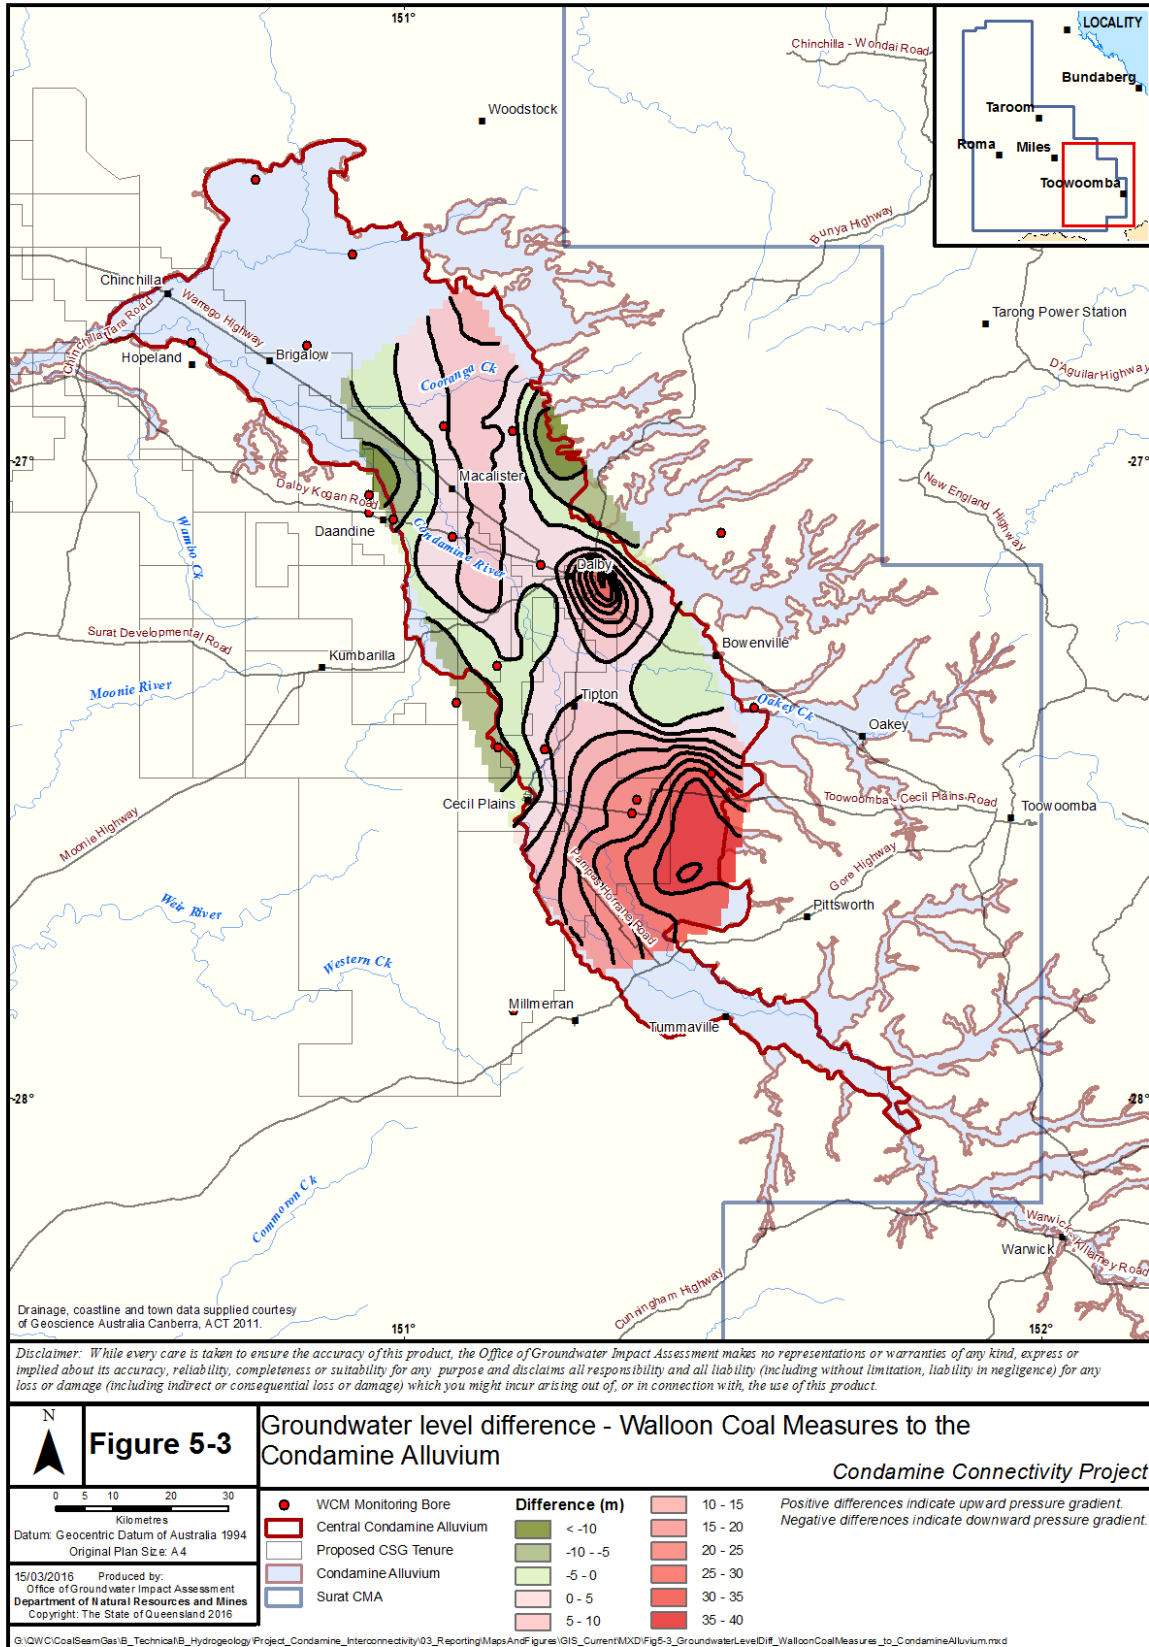 151°
Chinchilla - Wondai Road
LOCALITY
Bundaberg
Taroom
Roma
Miles
Toowoomba
Woodstock
Bunya Highway
Chinchilla
Warrego Highway
Chinchilla Tara Road
Hopeland
Brigalow
Tarong Power Station
D'Aguilar Highway
Cooranga Ck
-27°
-27°
Macalister
Dalby Kogan Road
New England Highway
Daandine
Wambo Ck
Condamine River
Dalby
Surat Developmental Road
Kumbarilla
Bowenville
Moonie River
Tipton
Oakey Ck
Oakey
Cecil Plains
Toowoomba - Cecil Plains Road
Toowoomba
Moonie Highway
Gore Highway
Pampas Horrane Road
Pittsworth
Weir River
Western Ck
Millmerran
Tummaville
-28°
-28°
Commoron Ck
Warwick
Warwick Killarney Road
Cunningham Highway
Drainage, coastline and town data supplied courtesy
of Geoscience Australia Canberra, ACT 2011.
151°
152°
Disclaimer: While every care is taken to ensure the accuracy of this product, the Office of Groundwater Impact Assessment makes no representations or warranties of any kind, express or
implied about its accuracy, reliability, completeness or suitability for any purpose and disclaims all responsibility and all liability (including without limitation, liability in negligence) for any
loss or damage (including indirect or consequential loss or damage) which you might incur arising out of, or in connection with, the use of this product.
N
Figure 5-3
Groundwater level difference - Walloon Coal Measures to the
Condamine Alluvium
Condamine Connectivity Project
0 5 10 20 30
Kilometres
Datum: Geocentric Datum of Australia 1994
Original Plan Size: A4
15/03/2016 Produced by:
Office of Groundwater Impact Assessment
Department of Natural Resources and Mines
Copyright: The State of Queensland 2016
WCM Monitoring Bore
Central Condamine Alluvium
Proposed CSG Tenure
Condamine Alluvium
Surat CMA
Difference (m)
< -10
-10 - -5
-5 - 0
0 - 5
5 - 10
10 - 15
15 - 20
20 - 25
25 - 30
30 - 35
35 - 40
Positive differences indicate upward pressure gradient.
Negative differences indicate downward pressure gradient.
G:\QWC\CoalSeamGas\B_Technical\B_Hydrogeology\Project_Condamine_Interconnectivity\03_Reporting\MapsAndFigures\GIS_Current\MXD\Fig5-3_GroundwaterLevelDiff_WalloonCoalMeasures_to_CondamineAlluvium.mxd